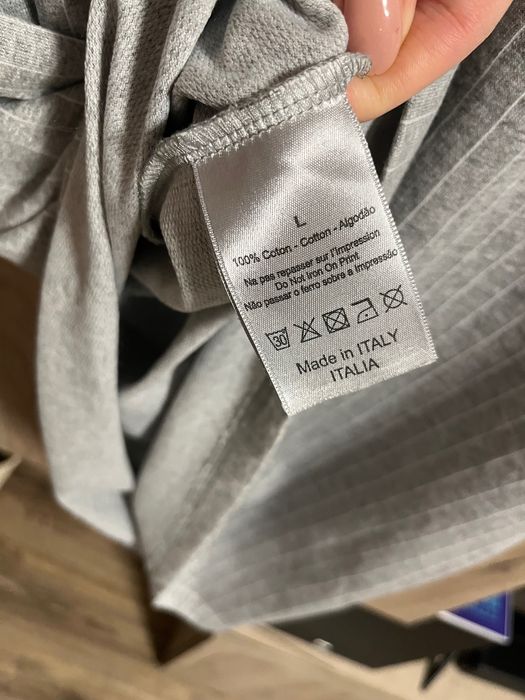 L
100% Coton - Cotton - Algodão
Na pas repasser sur l'impression
Do Not Iron On Print
Não passar o ferro sobre a impressão
30
Made in ITALY
ITALIA